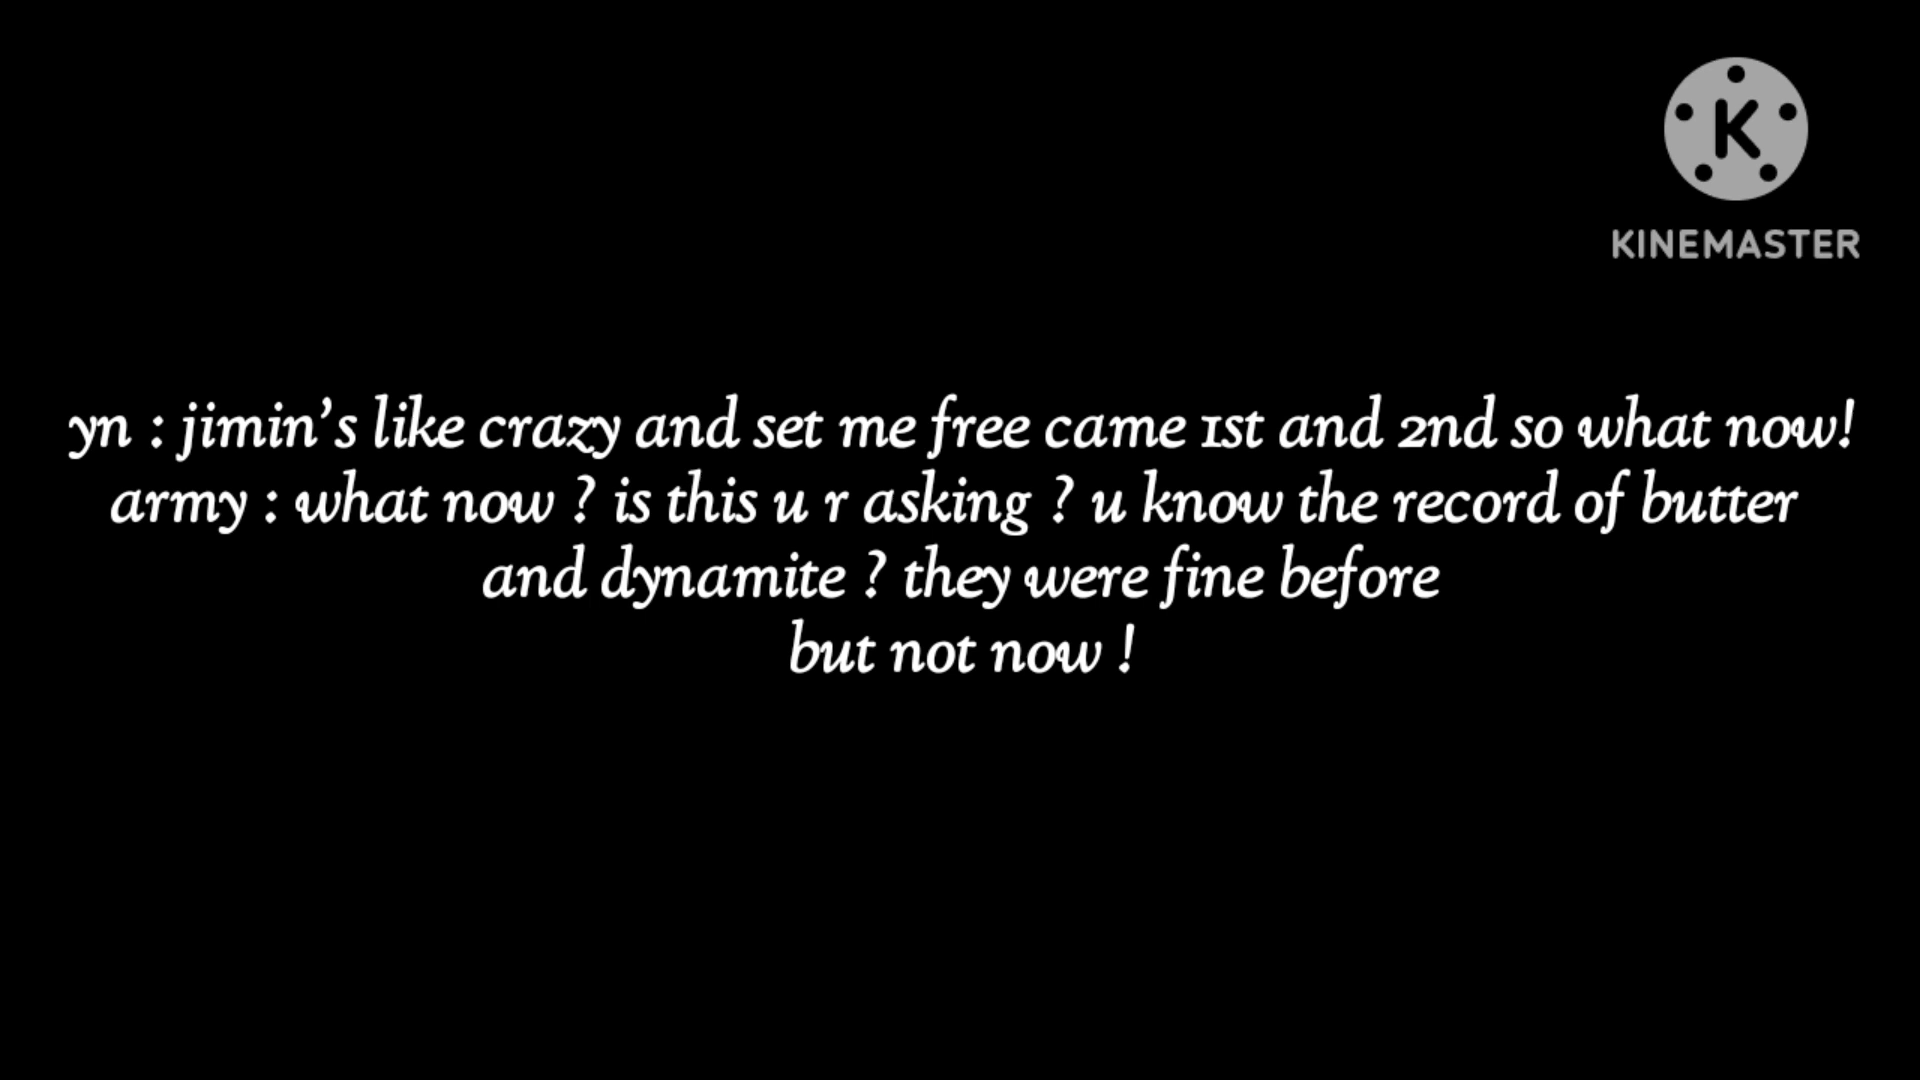 K
KINEMASTER
yn : jimin's like crazy and set me free came 1st and 2nd so what now!
army : what now ? is this u r asking ? u know the record of butter
and dynamite ? they were fine before
but not now !